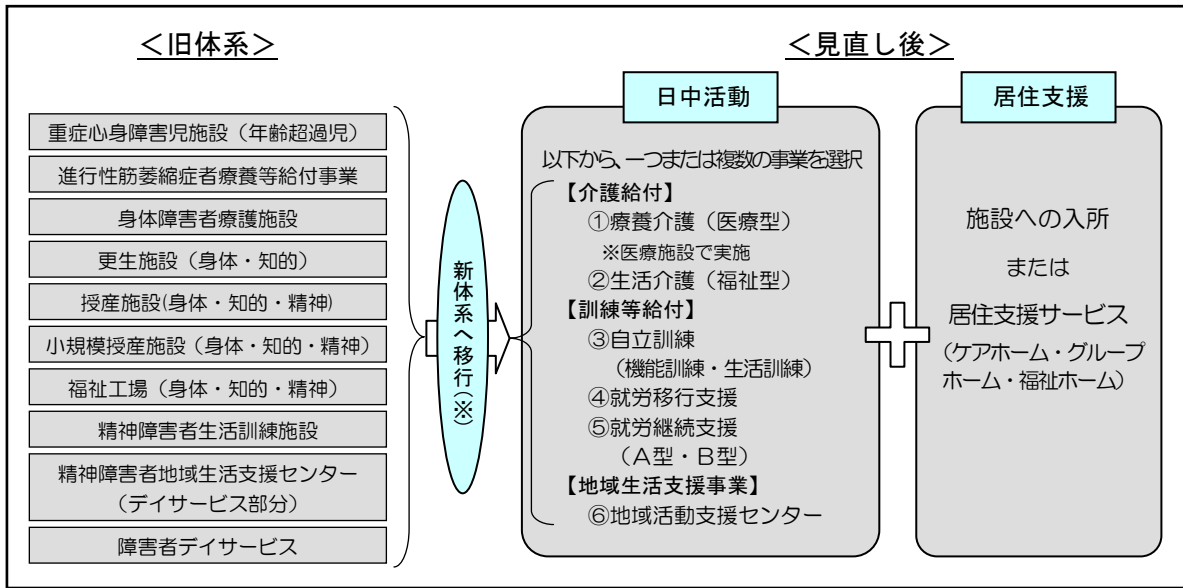 ＜旧体系＞
重症心身障害児施設（年齢超過児）
進行性筋萎縮症者療養等給付事業
身体障害者療護施設
更生施設（身体・知的）
授産施設(身体・知的・精神)
小規模授産施設（身体・知的・精神）
福祉工場（身体・知的・精神）
精神障害者生活訓練施設
精神障害者地域生活支援センター
（デイサービス部分）
障害者デイサービス
新体系へ移行(※)
＜見直し後＞
日中活動
以下から、一つまたは複数の事業を選択
【介護給付】
①療養介護（医療型）
※医療施設で実施
②生活介護（福祉型）
【訓練等給付】
③自立訓練
（機能訓練・生活訓練）
④就労移行支援
⑤就労継続支援
（Ａ型・Ｂ型）
【地域生活支援事業】
⑥地域活動支援センター
居住支援
施設への入所
または
居住支援サービス
（ケアホーム・グループ
ホーム・福祉ホーム）